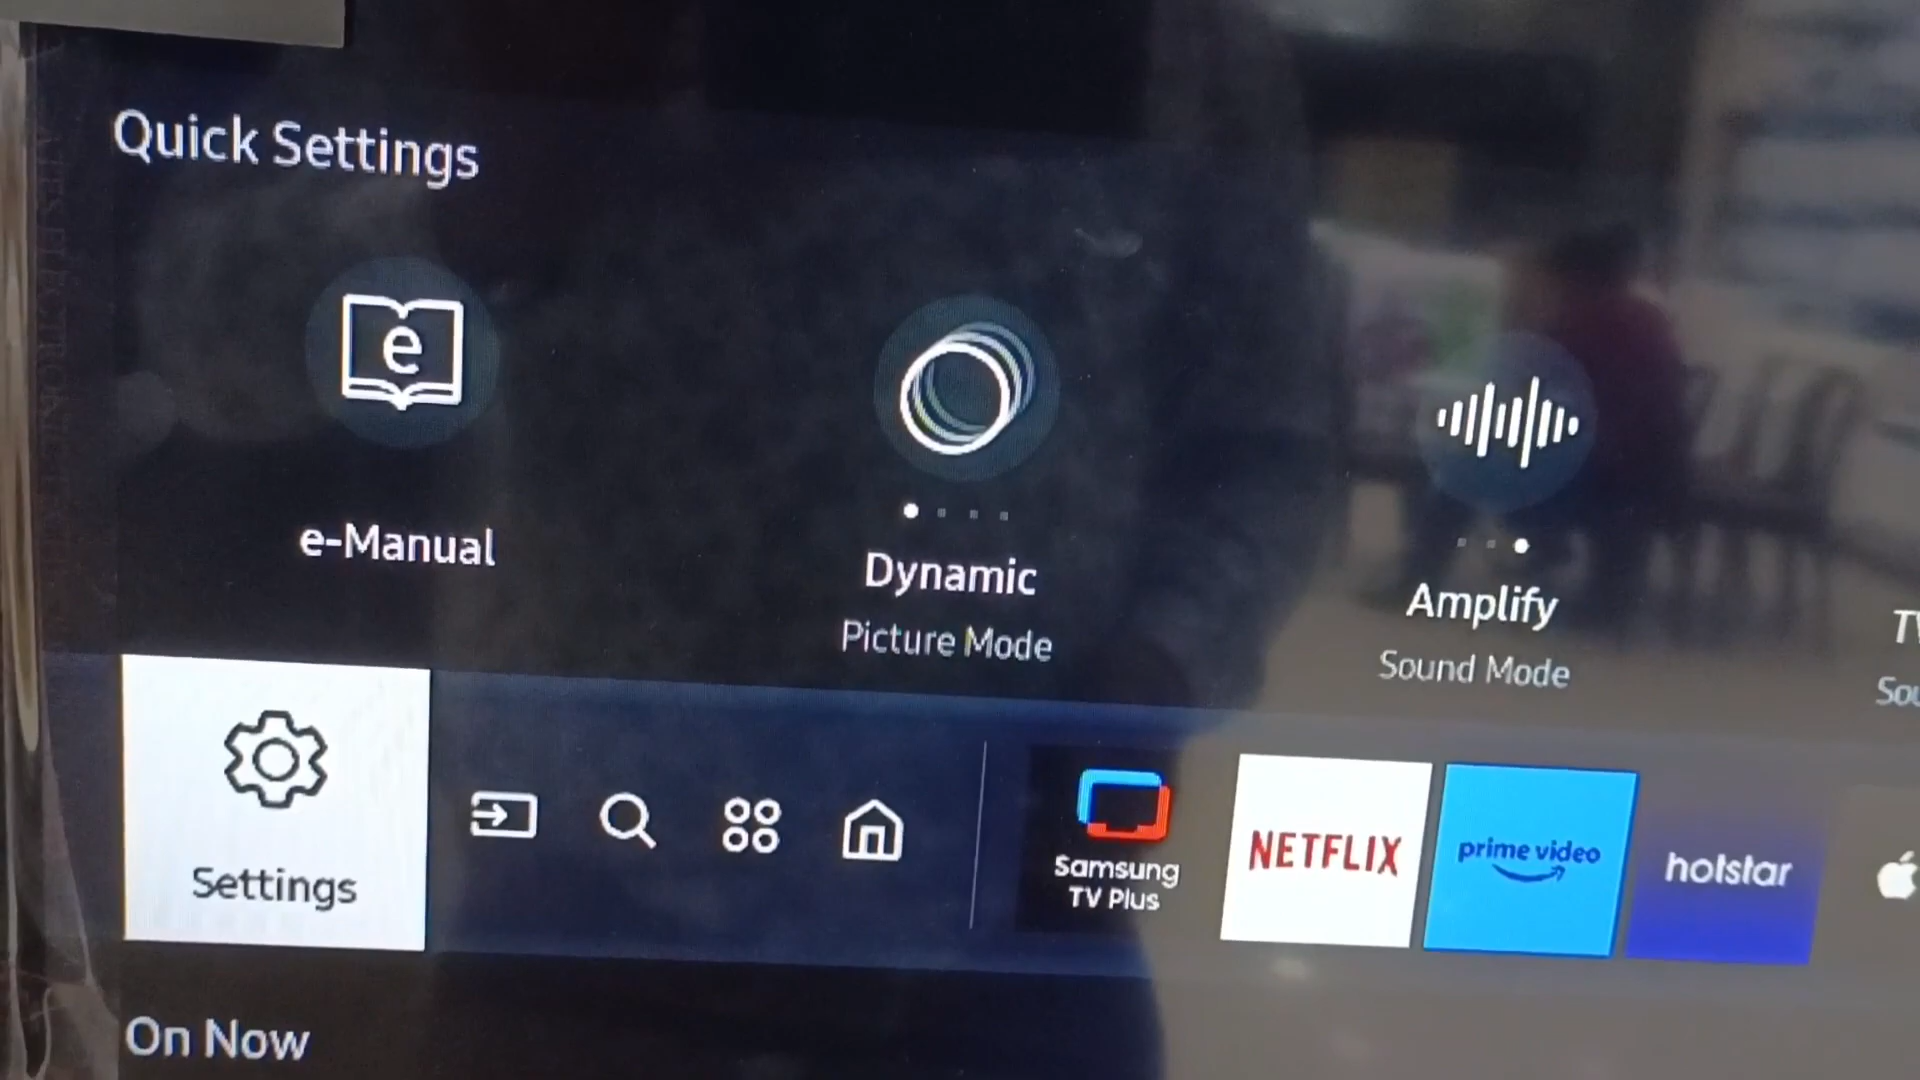 Quick Settings
e
e-Manual
Dynamic
Picture Mode
Amplify
Sound Mode
Settings
Samsung
TV Plus
NETFLIX
prime video
hotstar
On Now